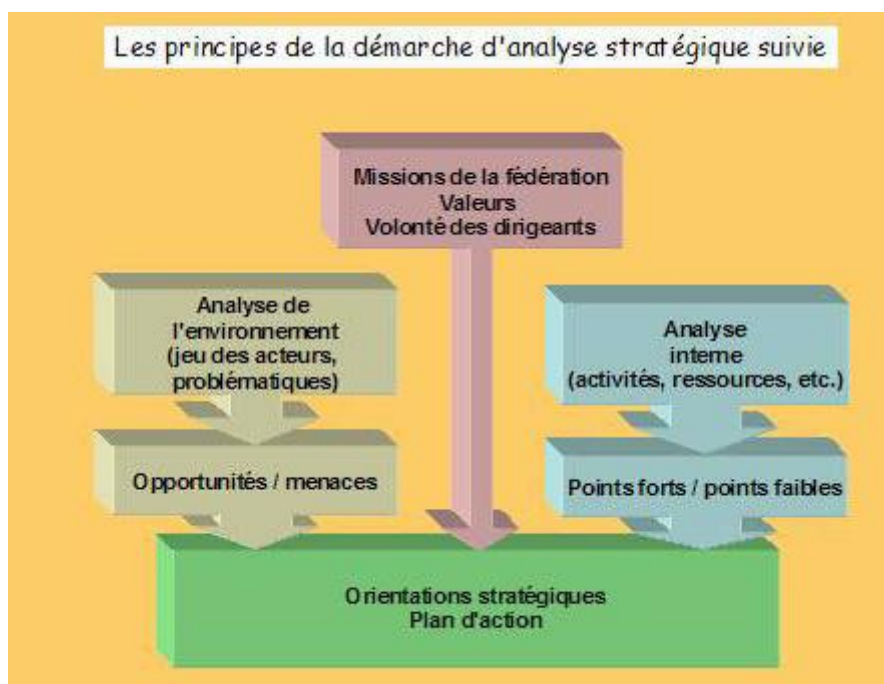 Les principes de la démarche d'analyse stratégique suivie
Missions de la fédération
Valeurs
Volonté des dirigeants
Analyse de
l'environnement
(jeu des acteurs,
problématiques)
Analyse
interne
(activités, ressources, etc.)
Opportunités / menaces
Points forts / points faibles
Orientations stratégiques
Plan d'action